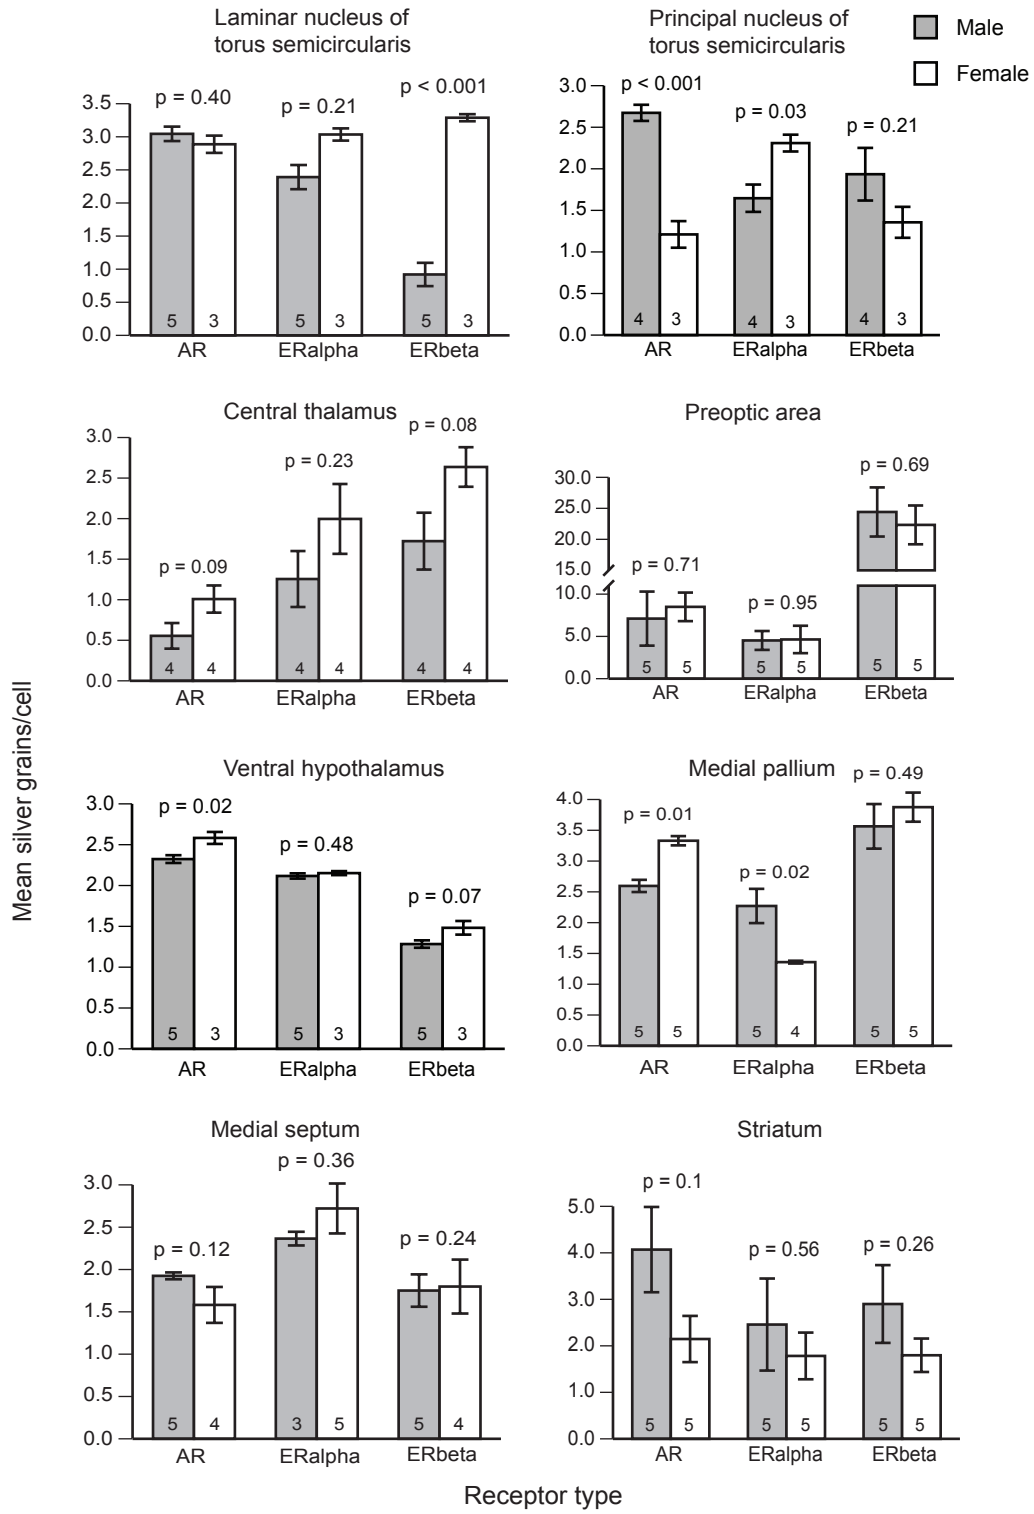 Laminar nucleus of
torus semicircularis
p = 0.40
p = 0.21
p < 0.001
3.5
3.0
2.5
2.0
1.5
1.0
0.5
0.0
5 3 5 3 5 3
AR ERalpha ERbeta
Principal nucleus of
torus semicircularis
Male
Female
p < 0.001
p = 0.03
p = 0.21
3.0
2.5
2.0
1.5
1.0
0.5
0.0
4 3 4 3 4 3
AR ERalpha ERbeta
Central thalamus
p = 0.08
p = 0.23
p = 0.09
3.0
2.5
2.0
1.5
1.0
0.5
0.0
4 4 4 4 4 4
AR ERalpha ERbeta
Preoptic area
p = 0.69
p = 0.71
p = 0.95
30.0
25.0
20.0
15.0
10.0
5.0
0.0
5 5 5 5 5 5
AR ERalpha ERbeta
Mean silver grains/cell
Ventral hypothalamus
p = 0.02
p = 0.48
p = 0.07
3.0
2.5
2.0
1.5
1.0
0.5
0.0
5 3 5 3 5 3
AR ERalpha ERbeta
Medial pallium
p = 0.49
p = 0.01
p = 0.02
4.0
3.5
3.0
2.5
2.0
1.5
1.0
0.5
0.0
5 5 5 4 5 5
AR ERalpha ERbeta
Medial septum
p = 0.36
p = 0.12
p = 0.24
3.0
2.5
2.0
1.5
1.0
0.5
0.0
5 4 3 5 5 4
AR ERalpha ERbeta
Striatum
p = 0.1
p = 0.56
p = 0.26
5.0
4.0
3.0
2.0
1.0
0.0
5 5 5 5 5 5
AR ERalpha ERbeta
Receptor type